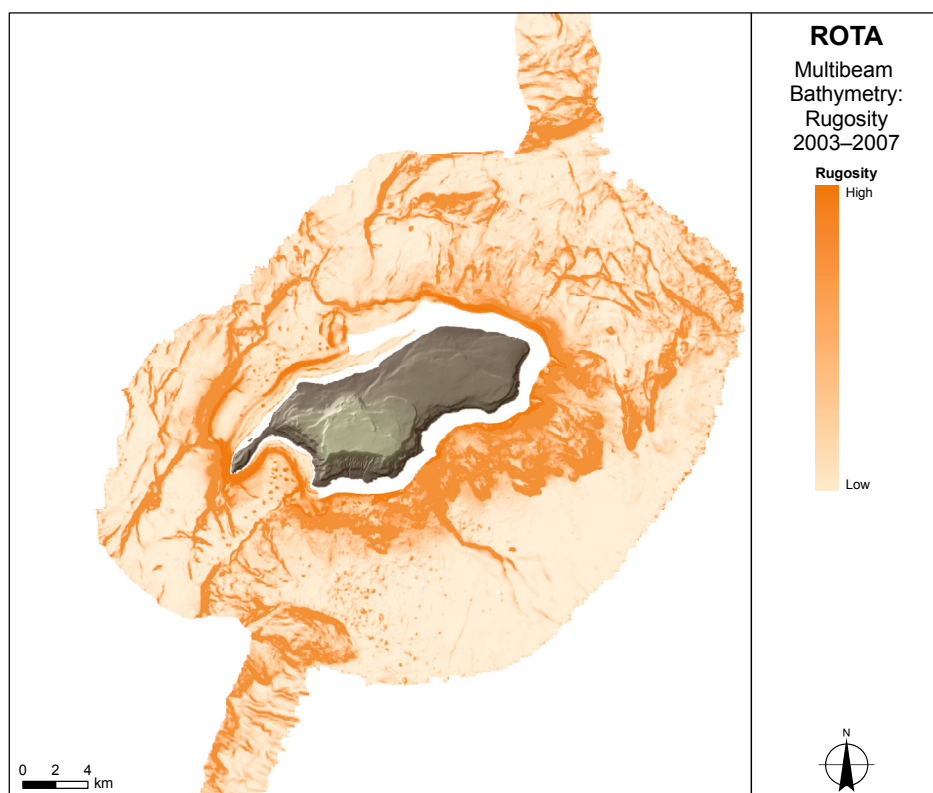 ROTA
Multibeam
Bathymetry:
Rugosity
2003–2007
Rugosity
High
Low
N
0 2 4
km